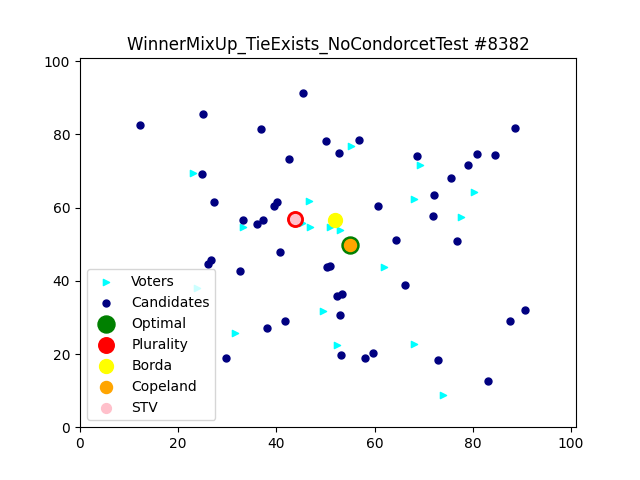 WinnerMixUp_TieExists_NoCondorcetTest #8382
100
80
60
40
20
0
Voters
Candidates
Optimal
Plurality
Borda
Copeland
STV
0 20 40 60 80 100